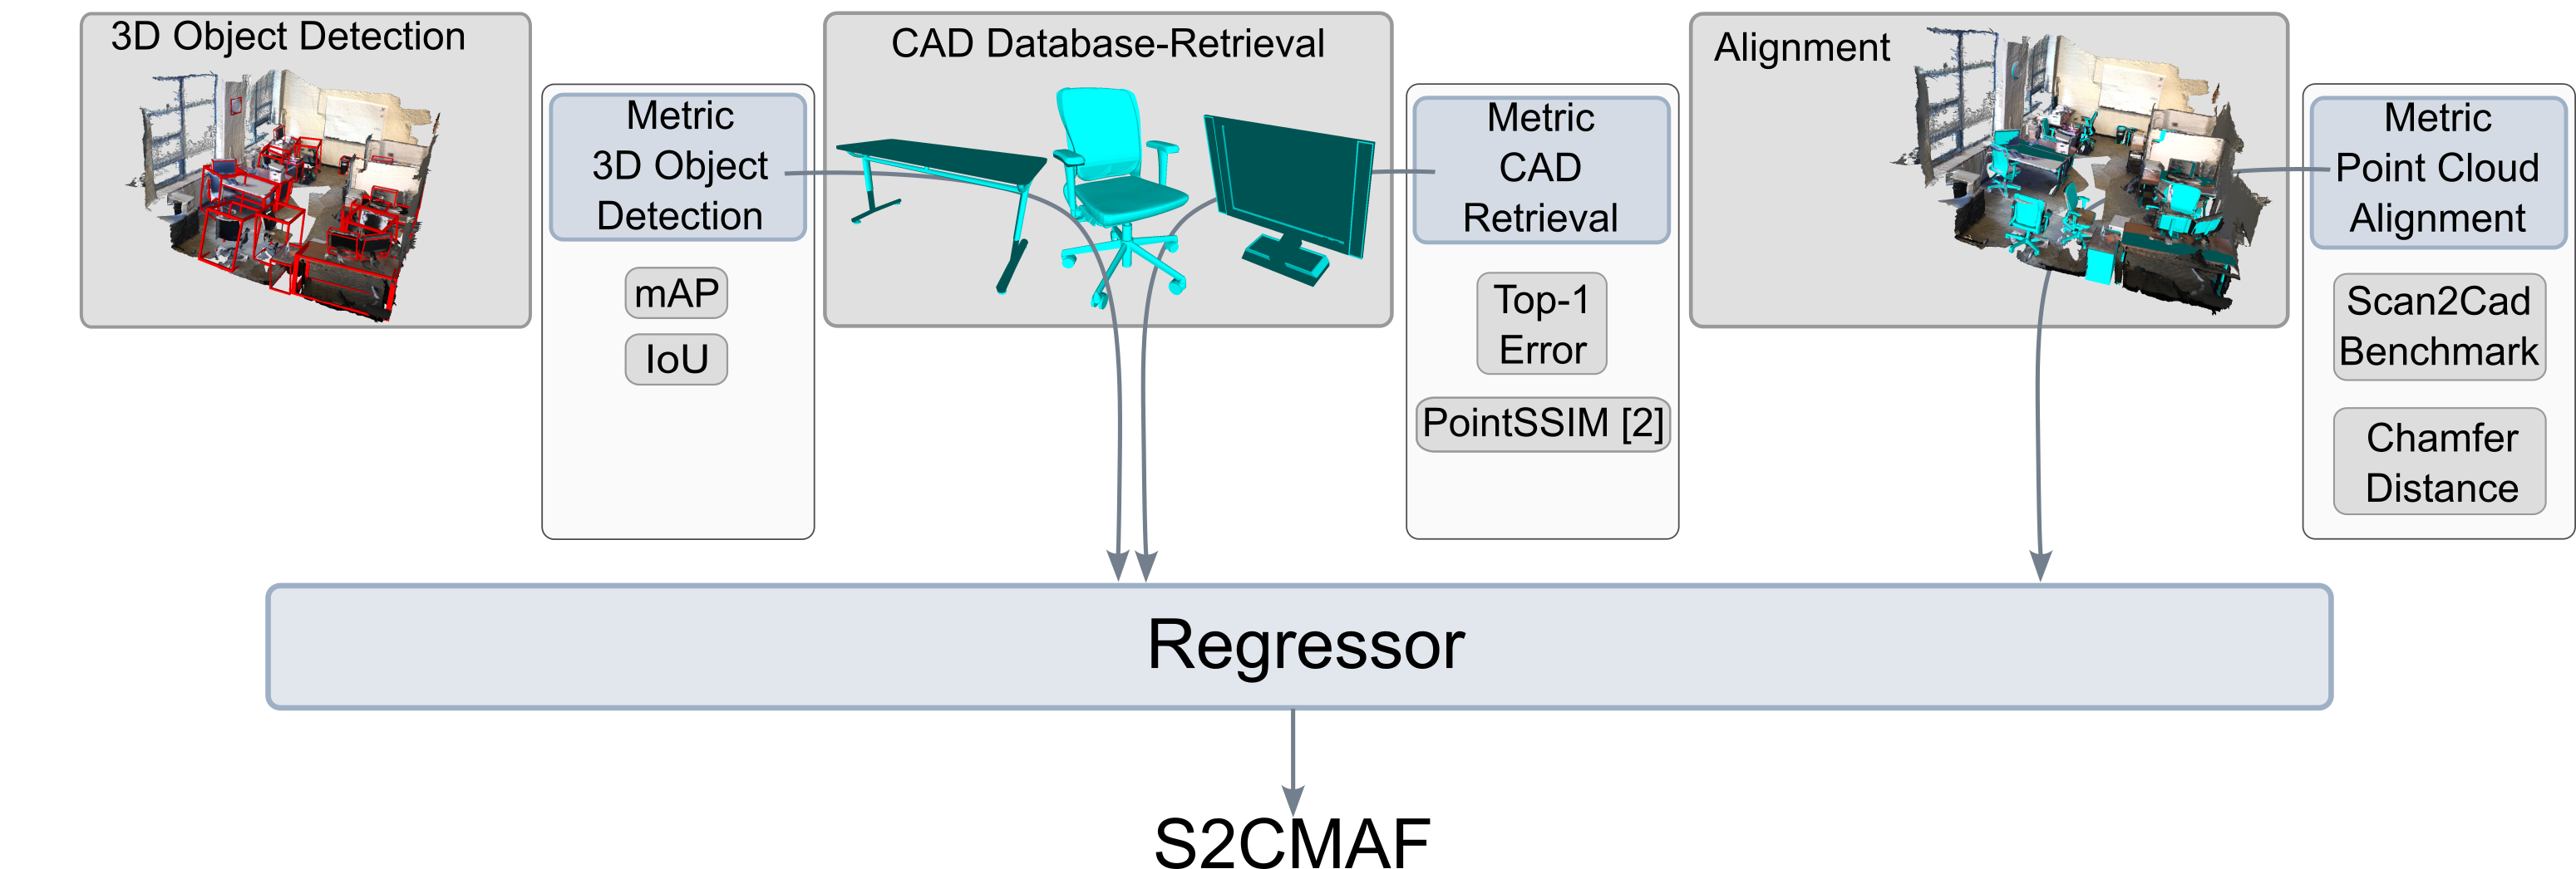 3D Object Detection
Metric
3D Object
Detection
mAP
IoU
CAD Database-Retrieval
Metric
CAD
Retrieval
Top-1
Error
PointSSIM [2]
Alignment
Metric
Point Cloud
Alignment
Scan2Cad
Benchmark
Chamfer
Distance
Regressor
S2CMAF